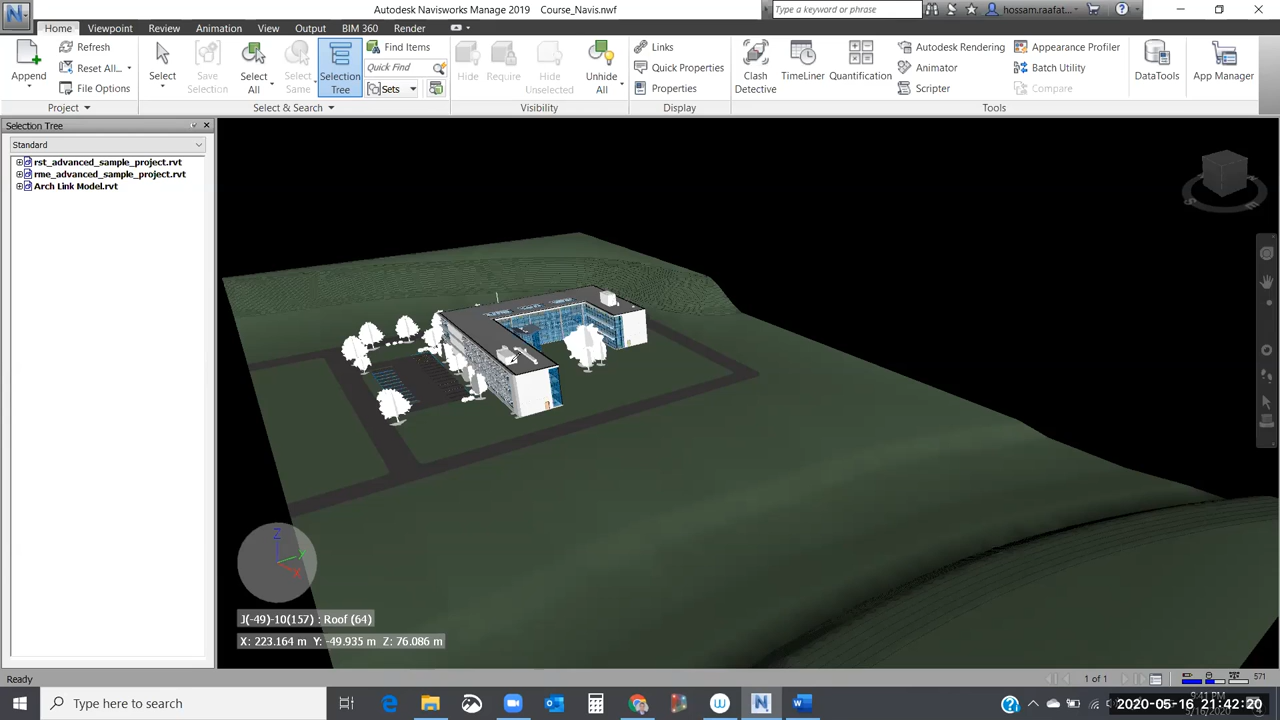 Autodesk Navisworks Manage 2019 Course_Navis.nwf
Type a keyword or phrase
hossam.raafat...
Home Viewpoint Review Animation View Output BIM 360 Render
Append
Refresh
Reset All...
File Options
Project
Select
Save Selection
Select All
Select Same
Selection Tree
Find Items
Quick Find
Sets
Select & Search
Hide
Require
Hide Unselected
Unhide All
Visibility
Links
Quick Properties
Properties
Display
Clash Detective
TimeLiner
Quantification
Autodesk Rendering
Animator
Scripter
Appearance Profiler
Batch Utility
Compare
Tools
DataTools
App Manager
Selection Tree
Standard
rst_advanced_sample_project.rvt
rme_advanced_sample_project.rvt
Arch Link Model.rvt
S E
Z
Y
X
J(-49)-10(157) : Roof (64)
X: 223.164 m Y: -49.935 m Z: 76.086 m
Ready
1 of 1
571
Type here to search
9:41 PM
2020-05-16 21:42:20